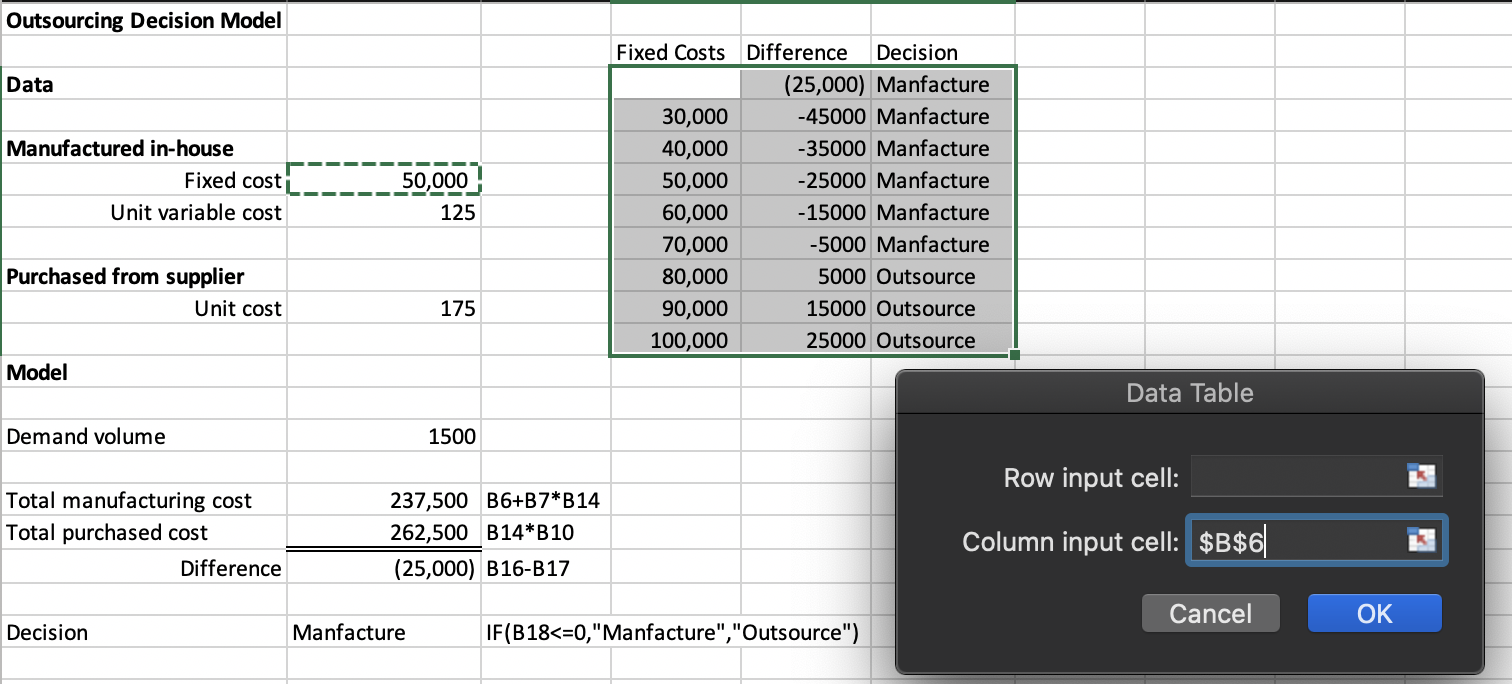 Outsourcing Decision Model
Fixed Costs Difference Decision
Data (25,000) Manfacture
30,000 -45000 Manfacture
Manufactured in-house 40,000 -35000 Manfacture
Fixed cost 50,000 50,000 -25000 Manfacture
Unit variable cost 125 60,000 -15000 Manfacture
70,000 -5000 Manfacture
Purchased from supplier 80,000 5000 Outsource
Unit cost 175 90,000 15000 Outsource
100,000 25000 Outsource
Model
Data Table
Demand volume 1500
Row input cell:
Total manufacturing cost 237,500 B6+B7*B14
Total purchased cost 262,500 B14*B10
Column input cell: $B$6
Difference (25,000) B16-B17
Cancel OK
Decision Manfacture IF(B18<=0,"Manfacture","Outsource")